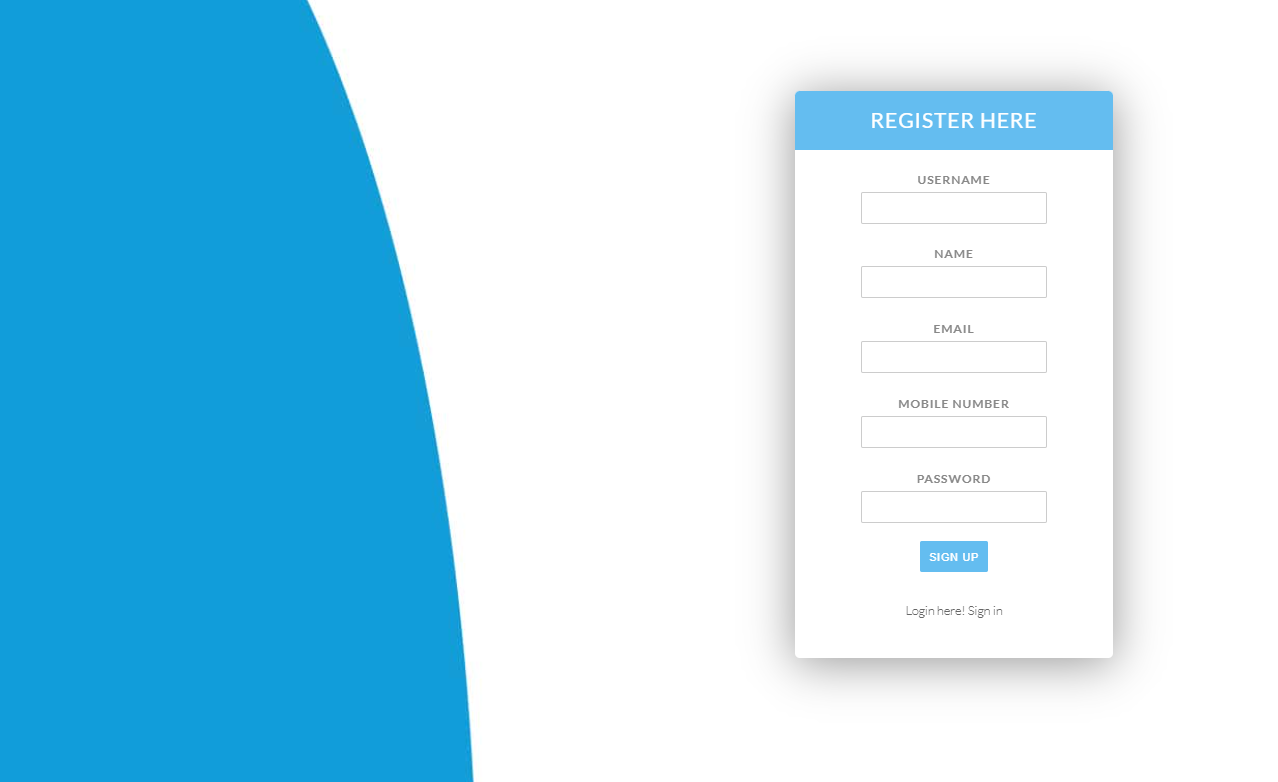 REGISTER HERE
USERNAME
NAME
EMAIL
MOBILE NUMBER
PASSWORD
SIGN UP
Login here! Sign in